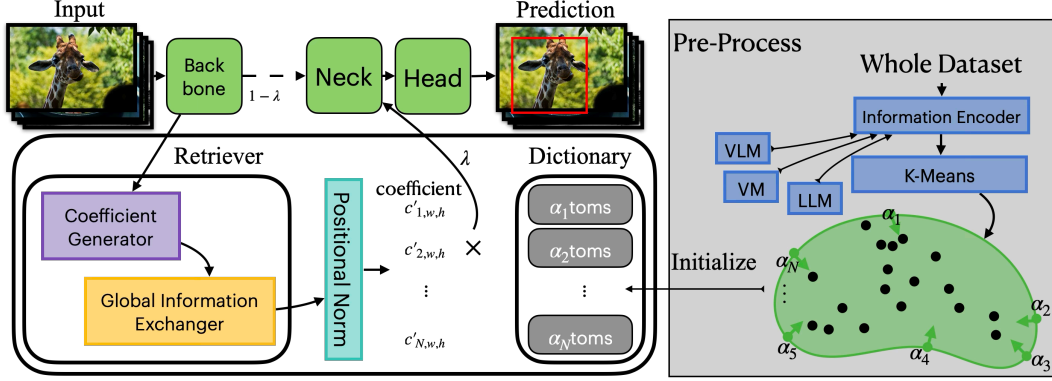 Input
Prediction
Back
bone
1 − λ
Neck
Head
Retriever
λ
Dictionary
Coefficient
Generator
Global Information
Exchanger
Positional Norm
coefficient
c′1,w,h
c′2,w,h
⋮
c′N,w,h
×
α1toms
α2toms
⋮
αNtoms
Initialize
Pre-Process
Whole Dataset
Information Encoder
VLM
VM
LLM
K-Means
α1
αN
⋮
α5
α4
α2
α3